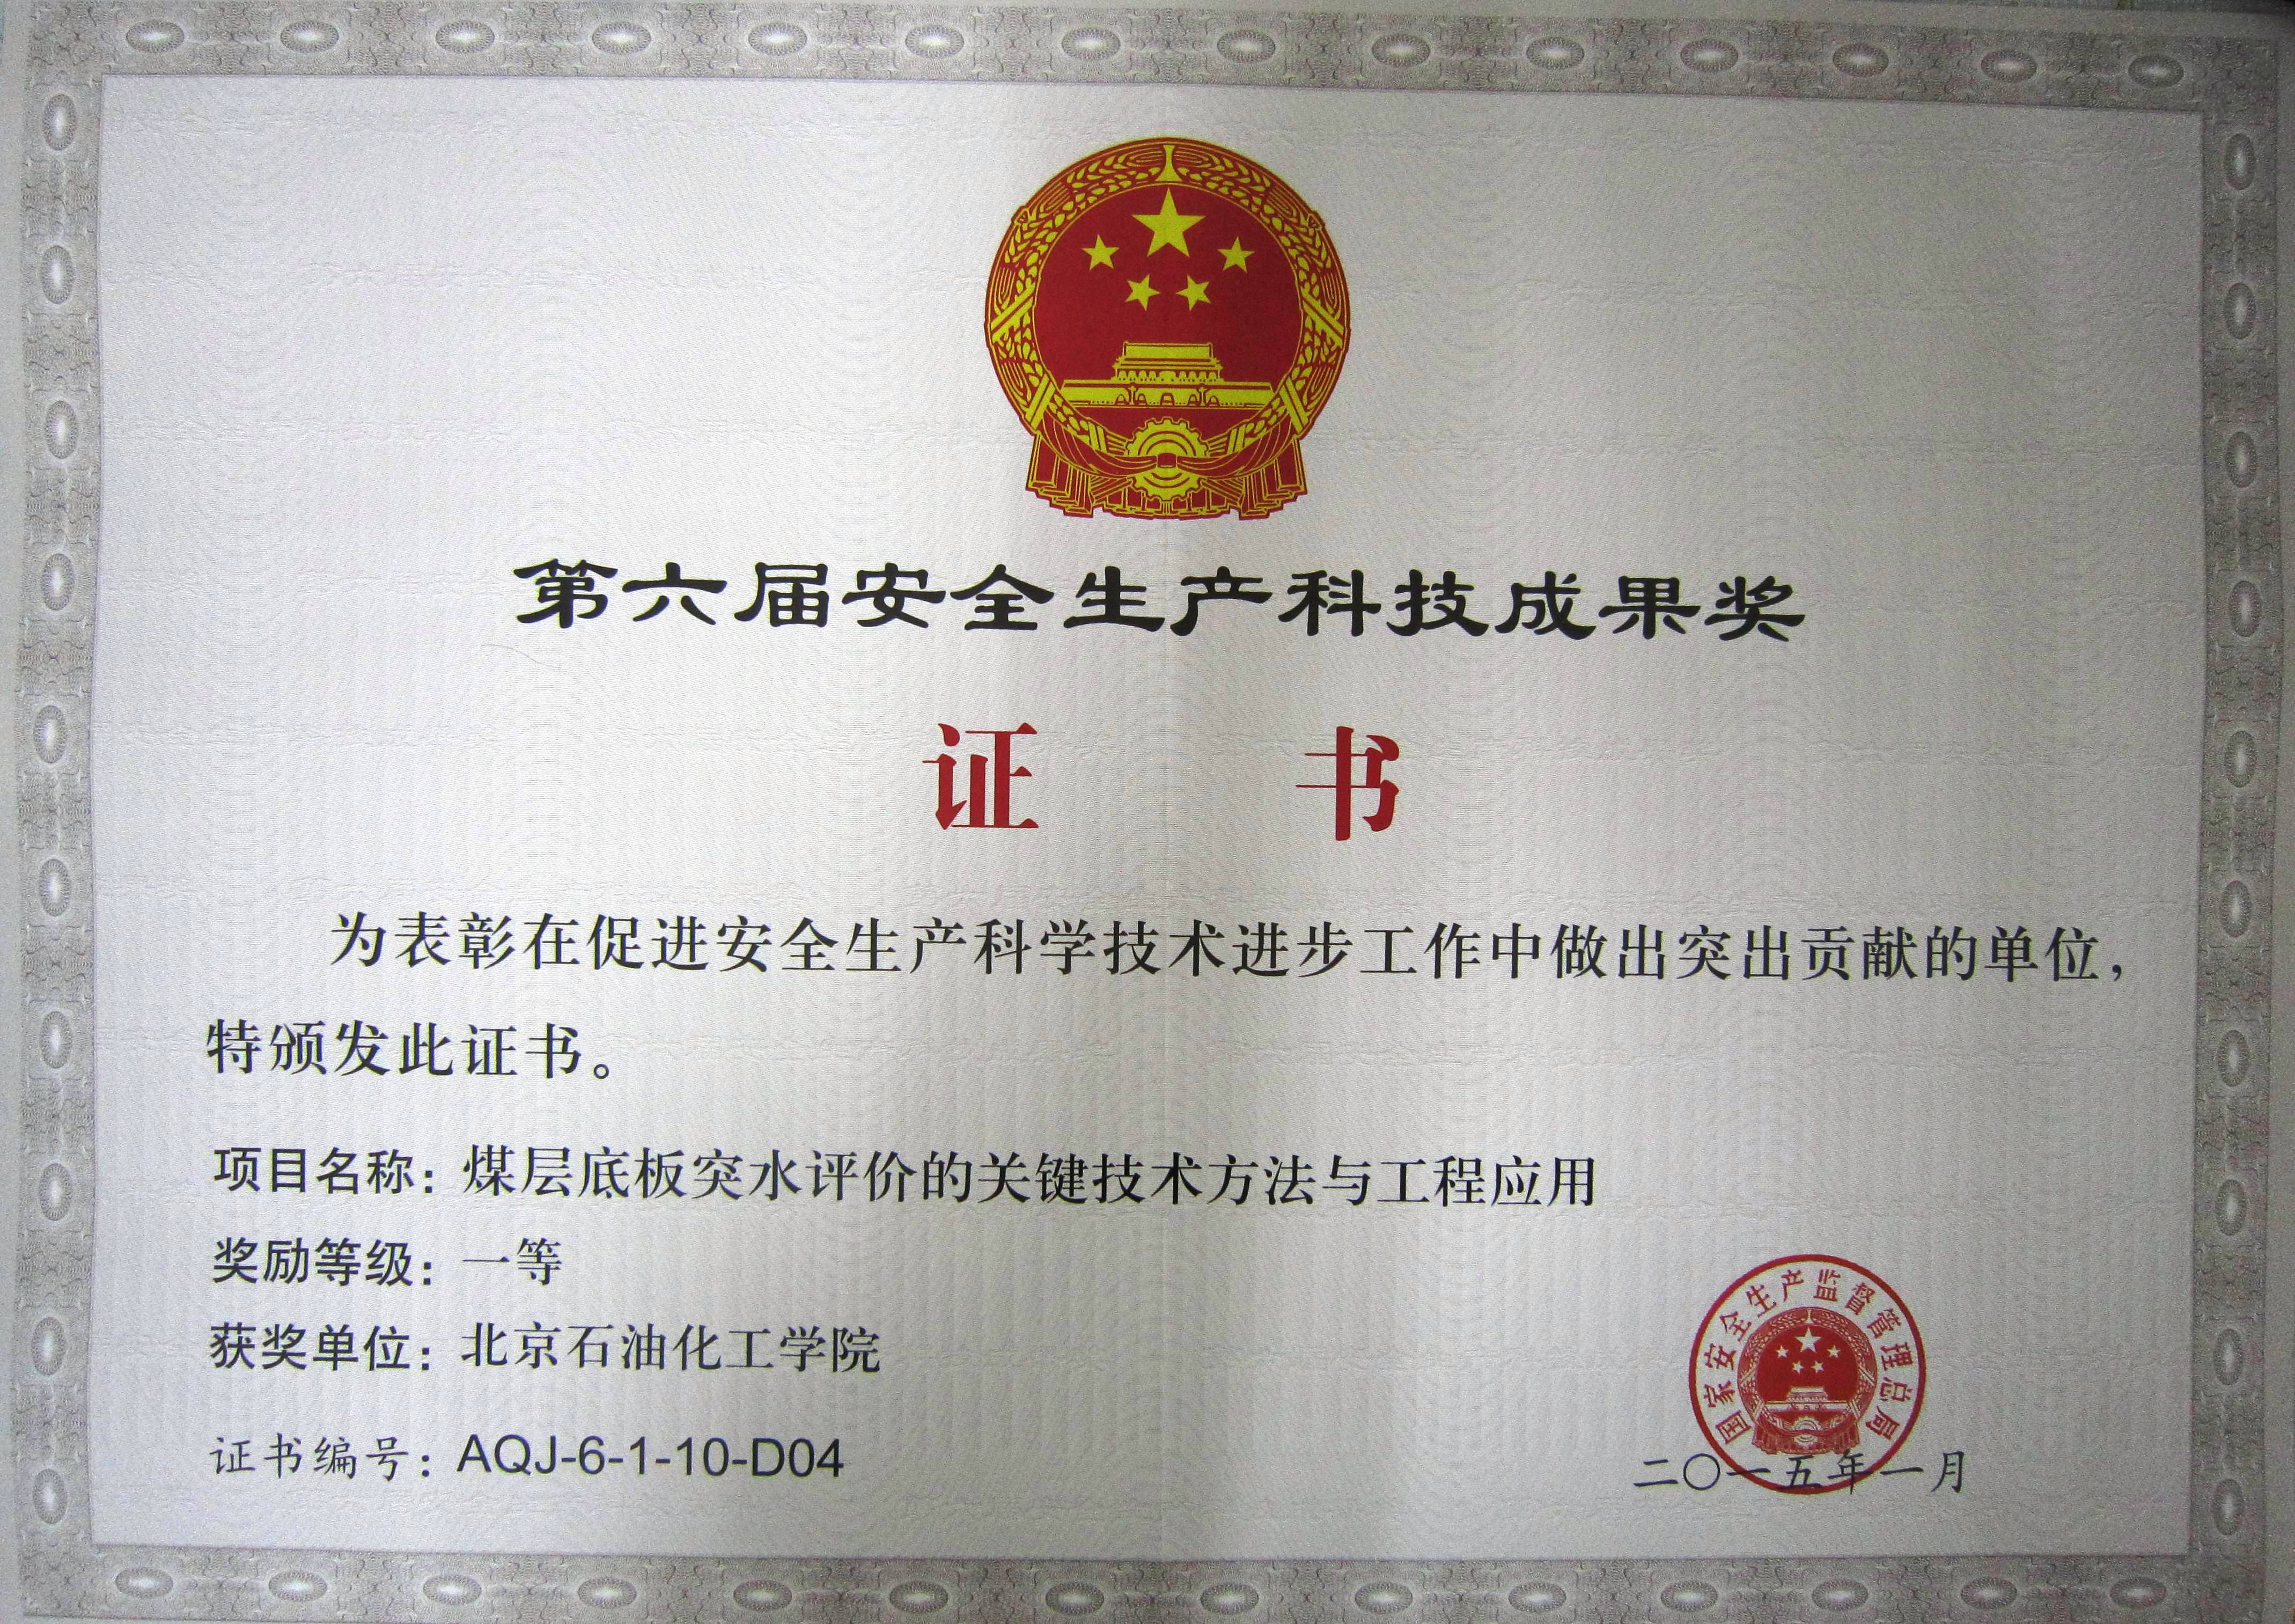 第六届安全生产科技成果奖
证 书
为表彰在促进安全生产科学技术进步工作中做出突出贡献的单位，
特颁发此证书。
项目名称：煤层底板突水评价的关键技术方法与工程应用
奖励等级：一等
获奖单位：北京石油化工学院
证书编号：AQJ-6-1-10-D04
国家安全生产监督管理总局
二〇一五年一月